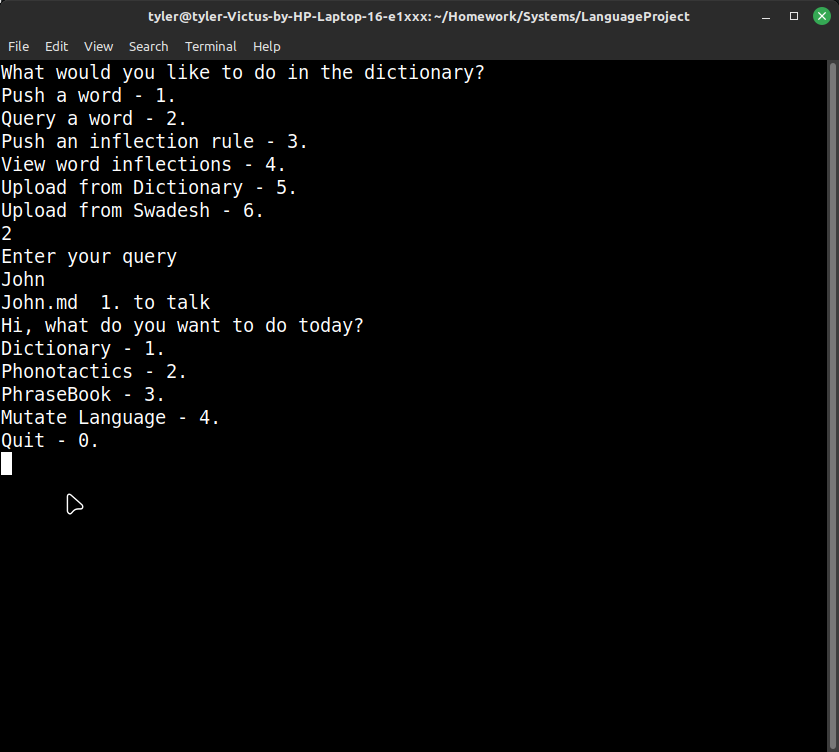 tyler@tyler-Victus-by-HP-Laptop-16-e1xxx: ~/Homework/Systems/LanguageProject
File Edit View Search Terminal Help
What would you like to do in the dictionary?
Push a word - 1.
Query a word - 2.
Push an inflection rule - 3.
View word inflections - 4.
Upload from Dictionary - 5.
Upload from Swadesh - 6.
2
Enter your query
John
John.md  1. to talk
Hi, what do you want to do today?
Dictionary - 1.
Phonotactics - 2.
PhraseBook - 3.
Mutate Language - 4.
Quit - 0.